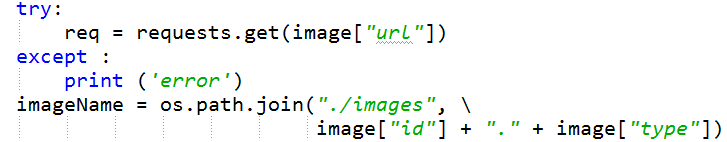 try:
    req = requests.get(image["url"])
except :
    print ('error')
imageName = os.path.join("./images", \
                         image["id"] + "." + image["type"])